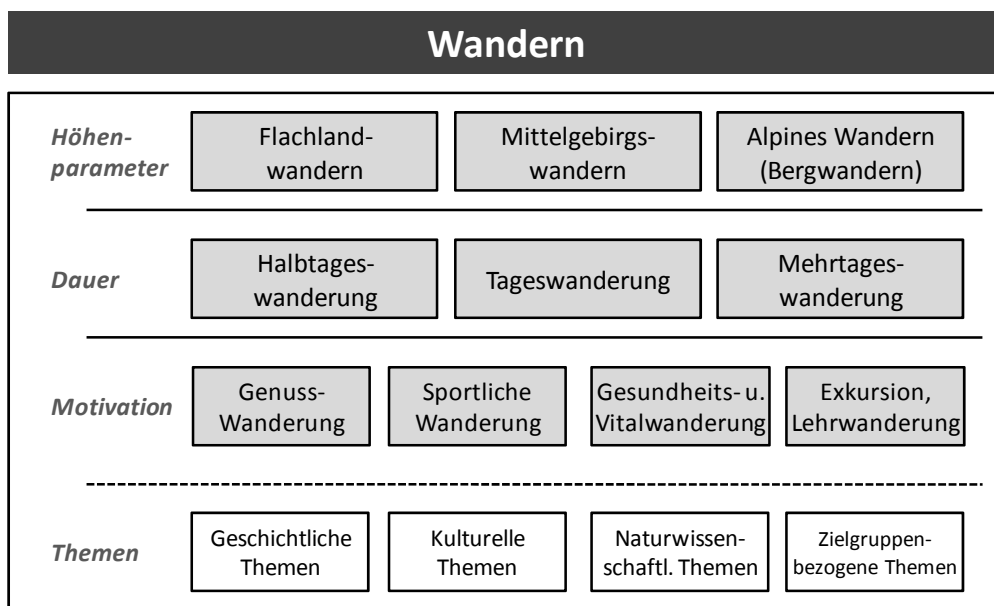 Wandern
Höhen-
parameter
Flachland-
wandern
Mittelgebirgs-
wandern
Alpines Wandern
(Bergwandern)
Dauer
Halbtages-
wanderung
Tageswanderung
Mehrtages-
wanderung
Motivation
Genuss-
Wanderung
Sportliche
Wanderung
Gesundheits- u.
Vitalwanderung
Exkursion,
Lehrwanderung
Themen
Geschichtliche
Themen
Kulturelle
Themen
Naturwissen-
schaftl. Themen
Zielgruppen-
bezogene Themen